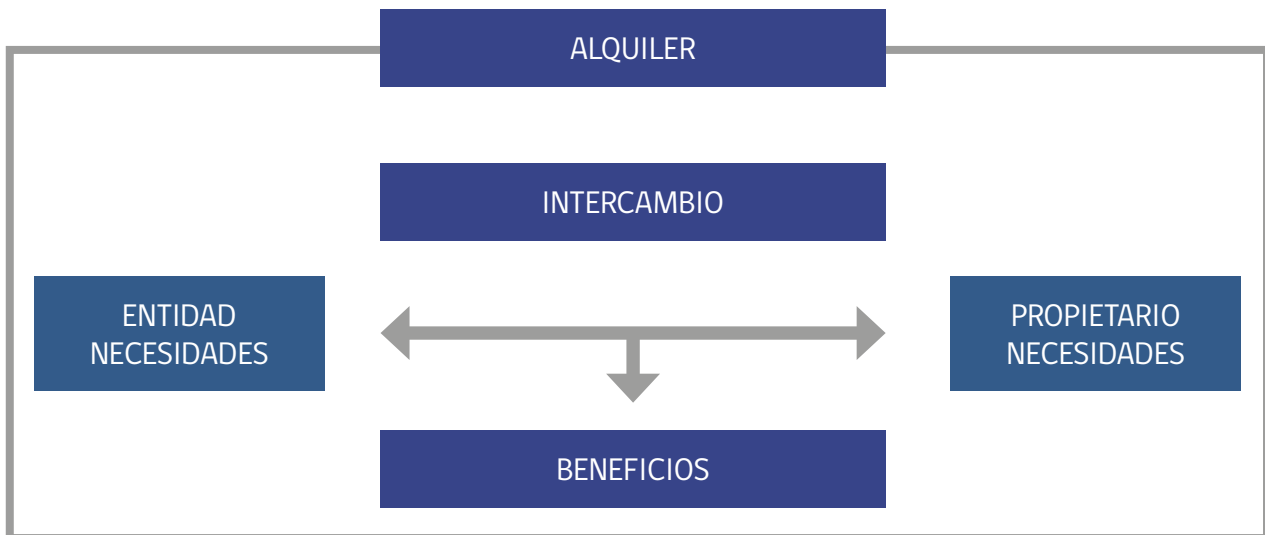 ALQUILER
INTERCAMBIO
ENTIDAD
NECESIDADES
PROPIETARIO
NECESIDADES
BENEFICIOS